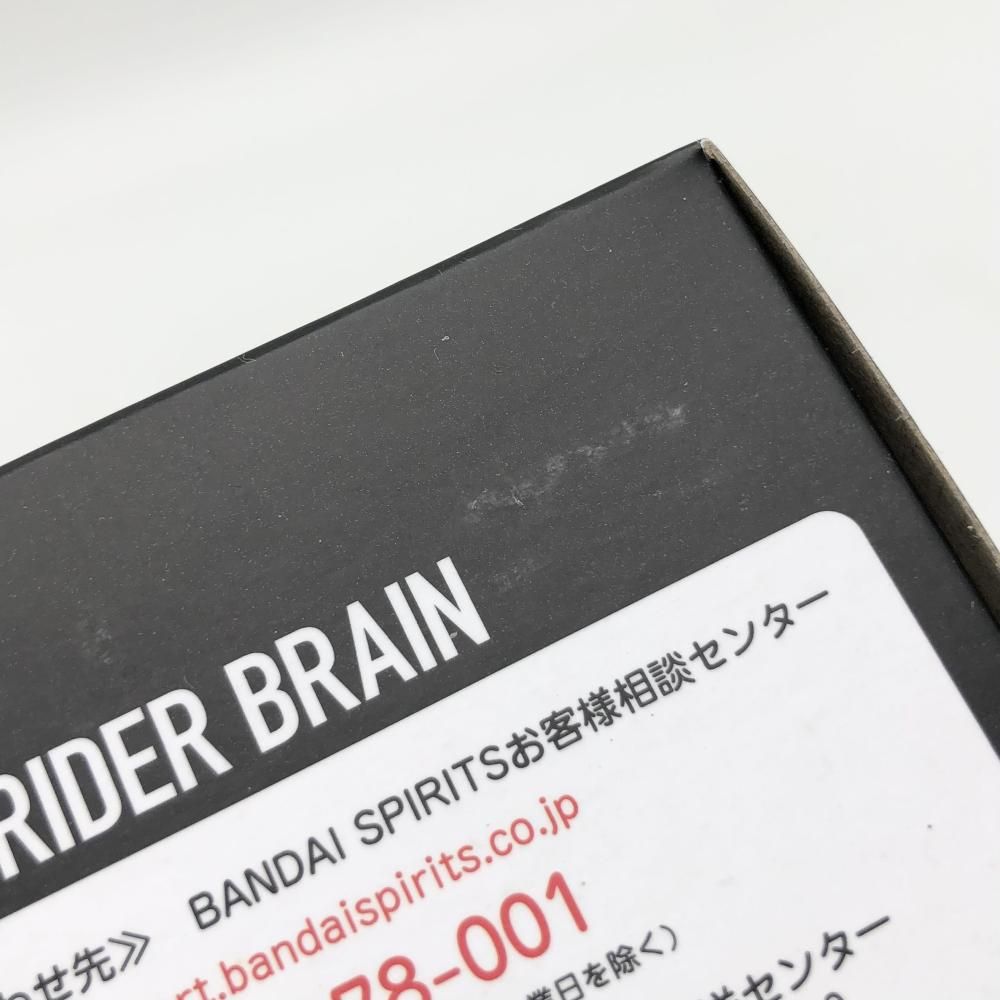 RIDER BRAIN
わせ先≫ BANDAI SPIRITSお客様相談センター
rt.bandaispirits.co.jp
78-001
業日を除く)
センター